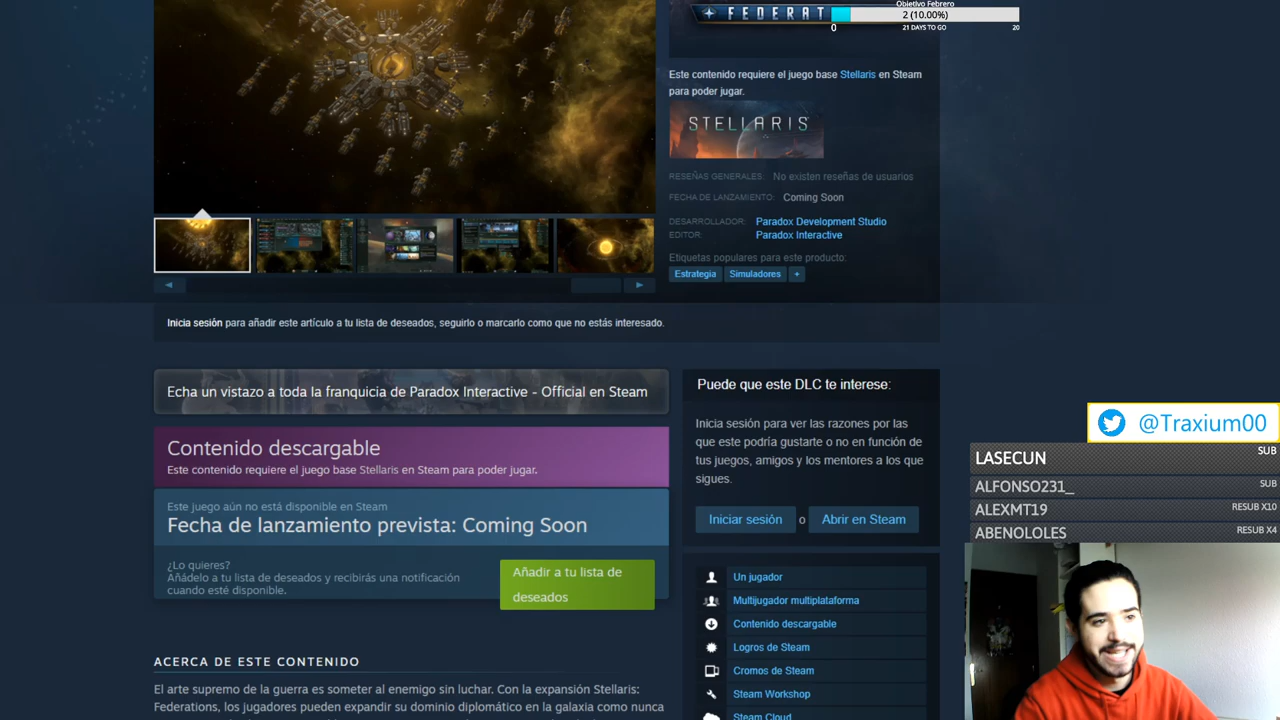 FEDERAT
Objetivo Febrero
2 (10.00%)
0
21 DAYS TO GO
20
Este contenido requiere el juego base Stellaris en Steam
para poder jugar.
STELLARIS
RESEÑAS GENERALES: No existen reseñas de usuarios
FECHA DE LANZAMIENTO: Coming Soon
DESARROLLADOR: Paradox Development Studio
EDITOR: Paradox Interactive
Etiquetas populares para este producto:
Estrategia Simuladores +
Inicia sesión para añadir este artículo a tu lista de deseados, seguirlo o marcarlo como que no estás interesado.
Echa un vistazo a toda la franquicia de Paradox Interactive - Official en Steam
Contenido descargable
Este contenido requiere el juego base Stellaris en Steam para poder jugar.
Este juego aún no está disponible en Steam
Fecha de lanzamiento prevista: Coming Soon
¿Lo quieres?
Añádelo a tu lista de deseados y recibirás una notificación
cuando esté disponible.
Añadir a tu lista de
deseados
ACERCA DE ESTE CONTENIDO
El arte supremo de la guerra es someter al enemigo sin luchar. Con la expansión Stellaris:
Federations, los jugadores pueden expandir su dominio diplomático en la galaxia como nunca
Puede que este DLC te interese:
Inicia sesión para ver las razones por las
que este podría gustarte o no en función de
tus juegos, amigos y los mentores a los que
sigues.
Iniciar sesión o Abrir en Steam
Un jugador
Multijugador multiplataforma
Contenido descargable
Logros de Steam
Cromos de Steam
Steam Workshop
Steam Cloud
@Traxium00
LASECUN SUB
ALFONSO231_ SUB
ALEXMT19 RESUB X10
ABENOLOLES RESUB X4